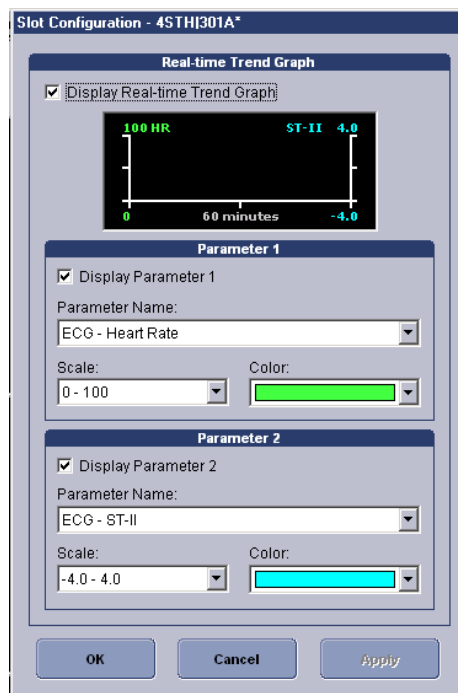 Slot Configuration - 4STH|301A*
Real-time Trend Graph
Display Real-time Trend Graph
100 HR ST-II 4.0
0 60 minutes -4.0
Parameter 1
Display Parameter 1
Parameter Name:
ECG - Heart Rate
Scale: Color:
0 - 100
Parameter 2
Display Parameter 2
Parameter Name:
ECG - ST-II
Scale: Color:
-4.0 - 4.0
OK Cancel Apply